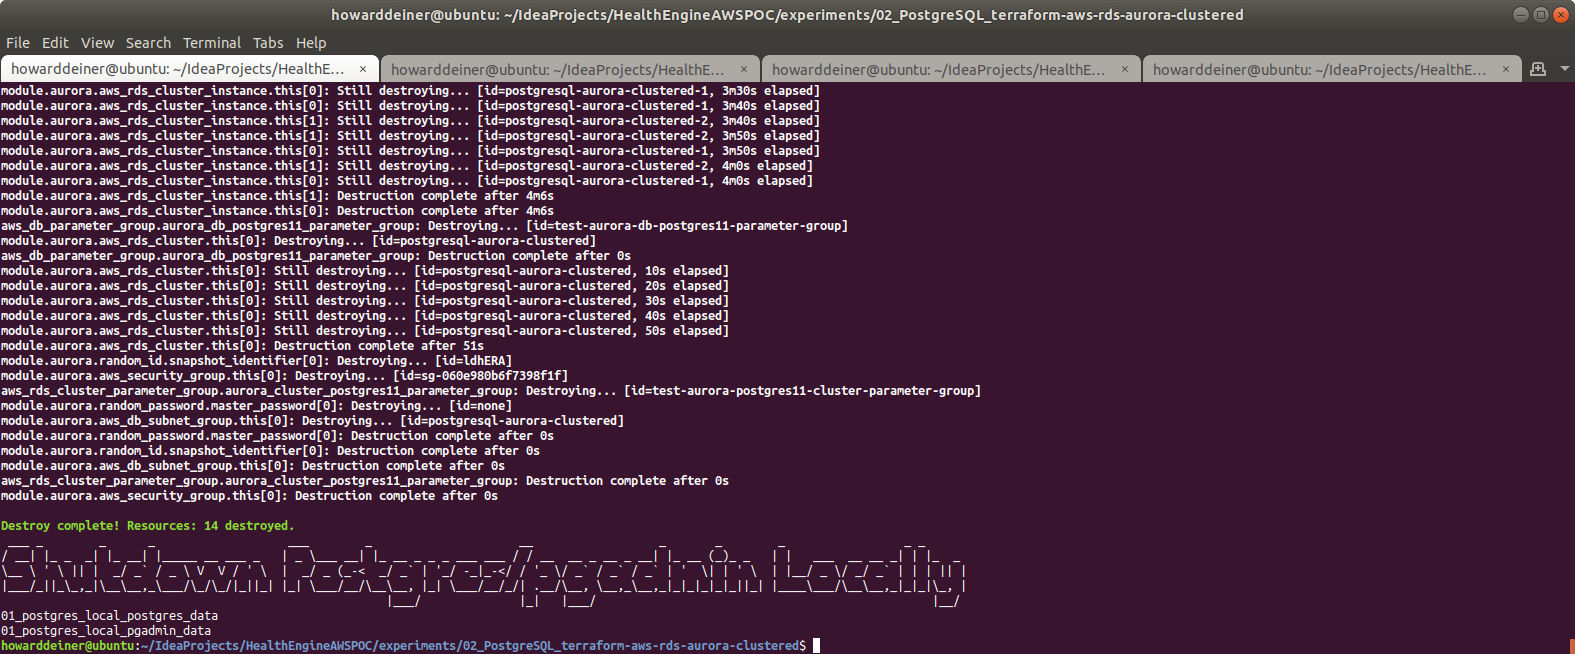 howarddeiner@ubuntu: ~/IdeaProjects/HealthEngineAWSPOC/experiments/02_PostgreSQL_terraform-aws-rds-aurora-clustered
File Edit View Search Terminal Tabs Help
howarddeiner@ubuntu: ~/IdeaProjects/HealthE... × howarddeiner@ubuntu: ~/IdeaProjects/HealthE... × howarddeiner@ubuntu: ~/IdeaProjects/HealthE... × howarddeiner@ubuntu: ~/IdeaProjects/HealthE... ×
module.aurora.aws_rds_cluster_instance.this[0]: Still destroying... [id=postgresql-aurora-clustered-1, 3m30s elapsed]
module.aurora.aws_rds_cluster_instance.this[0]: Still destroying... [id=postgresql-aurora-clustered-1, 3m40s elapsed]
module.aurora.aws_rds_cluster_instance.this[1]: Still destroying... [id=postgresql-aurora-clustered-2, 3m40s elapsed]
module.aurora.aws_rds_cluster_instance.this[1]: Still destroying... [id=postgresql-aurora-clustered-2, 3m50s elapsed]
module.aurora.aws_rds_cluster_instance.this[0]: Still destroying... [id=postgresql-aurora-clustered-1, 3m50s elapsed]
module.aurora.aws_rds_cluster_instance.this[1]: Still destroying... [id=postgresql-aurora-clustered-2, 4m0s elapsed]
module.aurora.aws_rds_cluster_instance.this[0]: Still destroying... [id=postgresql-aurora-clustered-1, 4m0s elapsed]
module.aurora.aws_rds_cluster_instance.this[1]: Destruction complete after 4m6s
module.aurora.aws_rds_cluster_instance.this[0]: Destruction complete after 4m6s
aws_db_parameter_group.aurora_db_postgres11_parameter_group: Destroying... [id=test-aurora-db-postgres11-parameter-group]
module.aurora.aws_rds_cluster.this[0]: Destroying... [id=postgresql-aurora-clustered]
aws_db_parameter_group.aurora_db_postgres11_parameter_group: Destruction complete after 0s
module.aurora.aws_rds_cluster.this[0]: Still destroying... [id=postgresql-aurora-clustered, 10s elapsed]
module.aurora.aws_rds_cluster.this[0]: Still destroying... [id=postgresql-aurora-clustered, 20s elapsed]
module.aurora.aws_rds_cluster.this[0]: Still destroying... [id=postgresql-aurora-clustered, 30s elapsed]
module.aurora.aws_rds_cluster.this[0]: Still destroying... [id=postgresql-aurora-clustered, 40s elapsed]
module.aurora.aws_rds_cluster.this[0]: Still destroying... [id=postgresql-aurora-clustered, 50s elapsed]
module.aurora.aws_rds_cluster.this[0]: Destruction complete after 51s
module.aurora.random_id.snapshot_identifier[0]: Destroying... [id=ldhERA]
module.aurora.aws_security_group.this[0]: Destroying... [id=sg-060e980b6f7398f1f]
aws_rds_cluster_parameter_group.aurora_cluster_postgres11_parameter_group: Destroying... [id=test-aurora-postgres11-cluster-parameter-group]
module.aurora.random_password.master_password[0]: Destroying... [id=none]
module.aurora.aws_db_subnet_group.this[0]: Destroying... [id=postgresql-aurora-clustered]
module.aurora.random_password.master_password[0]: Destruction complete after 0s
module.aurora.random_id.snapshot_identifier[0]: Destruction complete after 0s
module.aurora.aws_db_subnet_group.this[0]: Destruction complete after 0s
aws_rds_cluster_parameter_group.aurora_cluster_postgres11_parameter_group: Destruction complete after 0s
module.aurora.aws_security_group.this[0]: Destruction complete after 0s
Destroy complete! Resources: 14 destroyed.
Shutdown Postgres/pgadmin Locally
01_postgres_local_postgres_data
01_postgres_local_pgadmin_data
howarddeiner@ubuntu:~/IdeaProjects/HealthEngineAWSPOC/experiments/02_PostgreSQL_terraform-aws-rds-aurora-clustered$